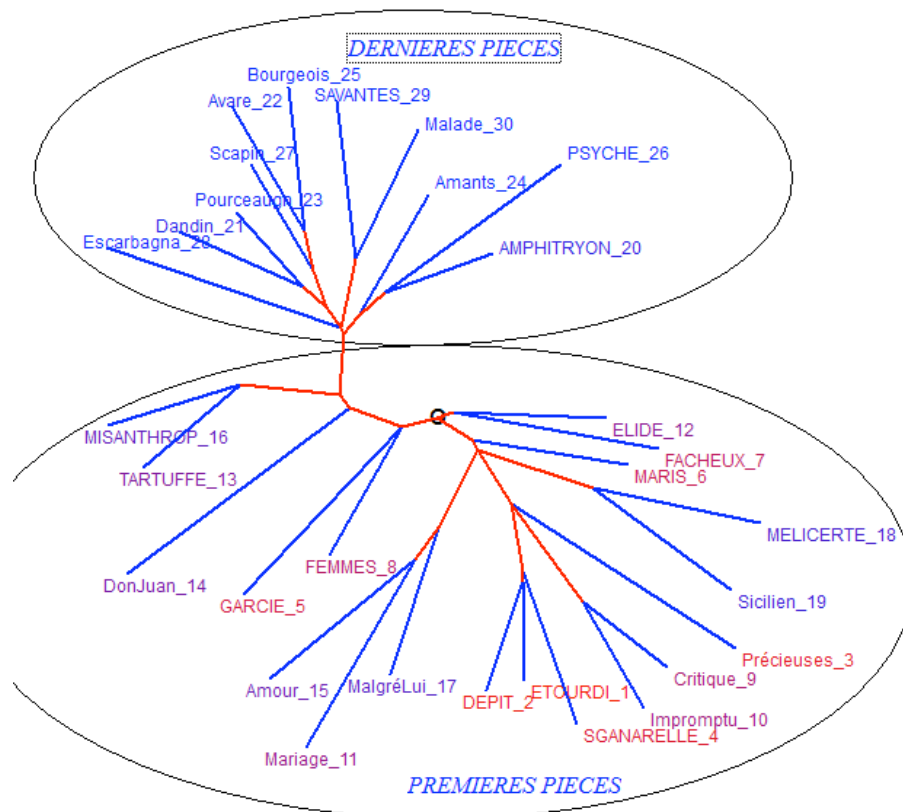 DERNIERES PIECES
Bourgeois_25
SAVANTES_29
Avare_22
Malade_30
Scapin_27
PSYCHE_26
Amants_24
Pourceaugn_23
Dandin_21
Escarbagna_28
AMPHITRYON_20
MISANTHROP_16
ELIDE_12
FACHEUX_7
MARIS_6
TARTUFFE_13
MELICERTE_18
FEMMES_8
DonJuan_14
GARCIE_5
Sicilien_19
Précieuses_3
Critique_9
Amour_15
MalgréLui_17
DEPIT_2
ETOURDI_1
Impromptu_10
SGANARELLE_4
Mariage_11
PREMIERES PIECES